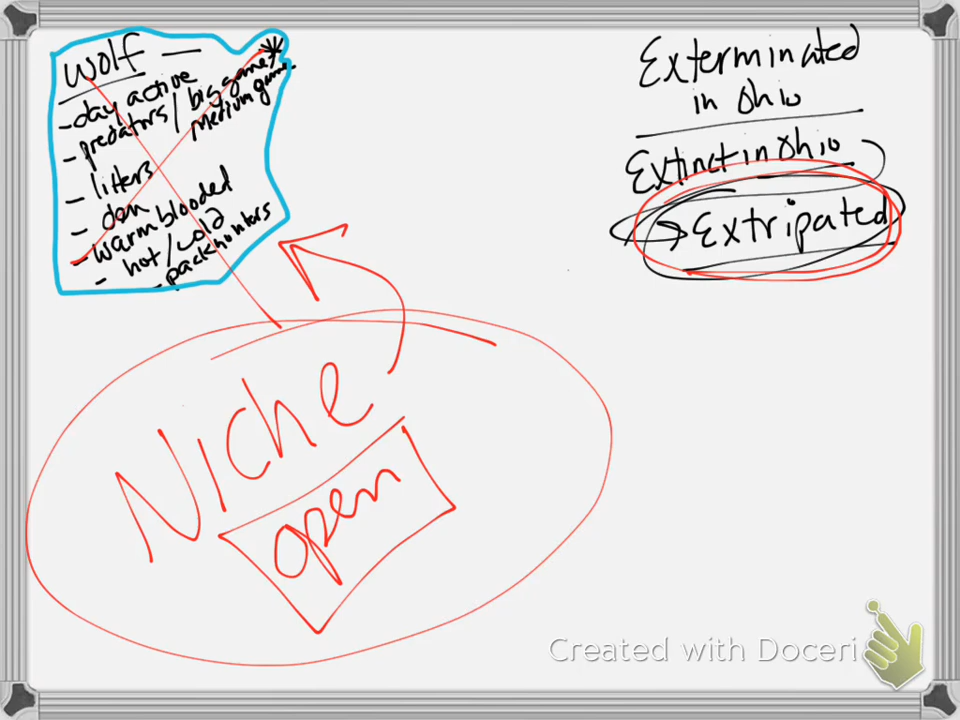 wolf —
- day active
- predators / big game*
medium game
- litters
- den
- warm blooded
- hot/cold
- pack hunters
Exterminated
in Ohio
Extinct in Ohio
→ Extripated
Niche
open
Created with Doceri